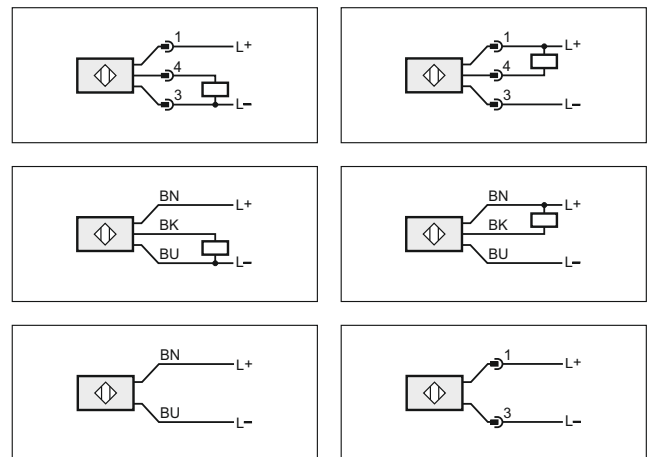 1 L+
4
3 L–
1 L+
4
3 L–
BN L+
BK
BU L–
BN L+
BK
BU L–
BN L+
BU L–
1 L+
3 L–